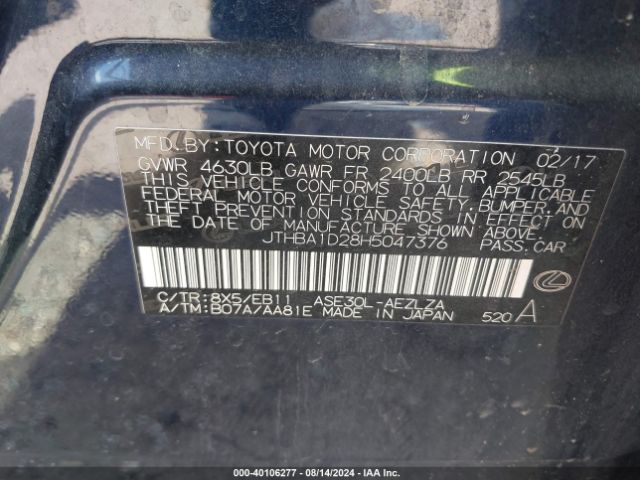 MFD. BY: TOYOTA MOTOR CORPORATION 02/17
GVWR 4630LB GAWR FR 2400LB RR 2545LB
THIS VEHICLE CONFORMS TO ALL APPLICABLE
FEDERAL MOTOR VEHICLE SAFETY, BUMPER, AND
THEFT PREVENTION STANDARDS IN EFFECT ON
THE DATE OF MANUFACTURE SHOWN ABOVE.
JTHBA1D28H5047376 PASS.CAR
C/TR:8X5/EB11 ASE30L-AEZLZA
A/TM:B07A/AA81E MADE IN JAPAN 520 A
000-40106277 - 08/14/2024 - IAA Inc.